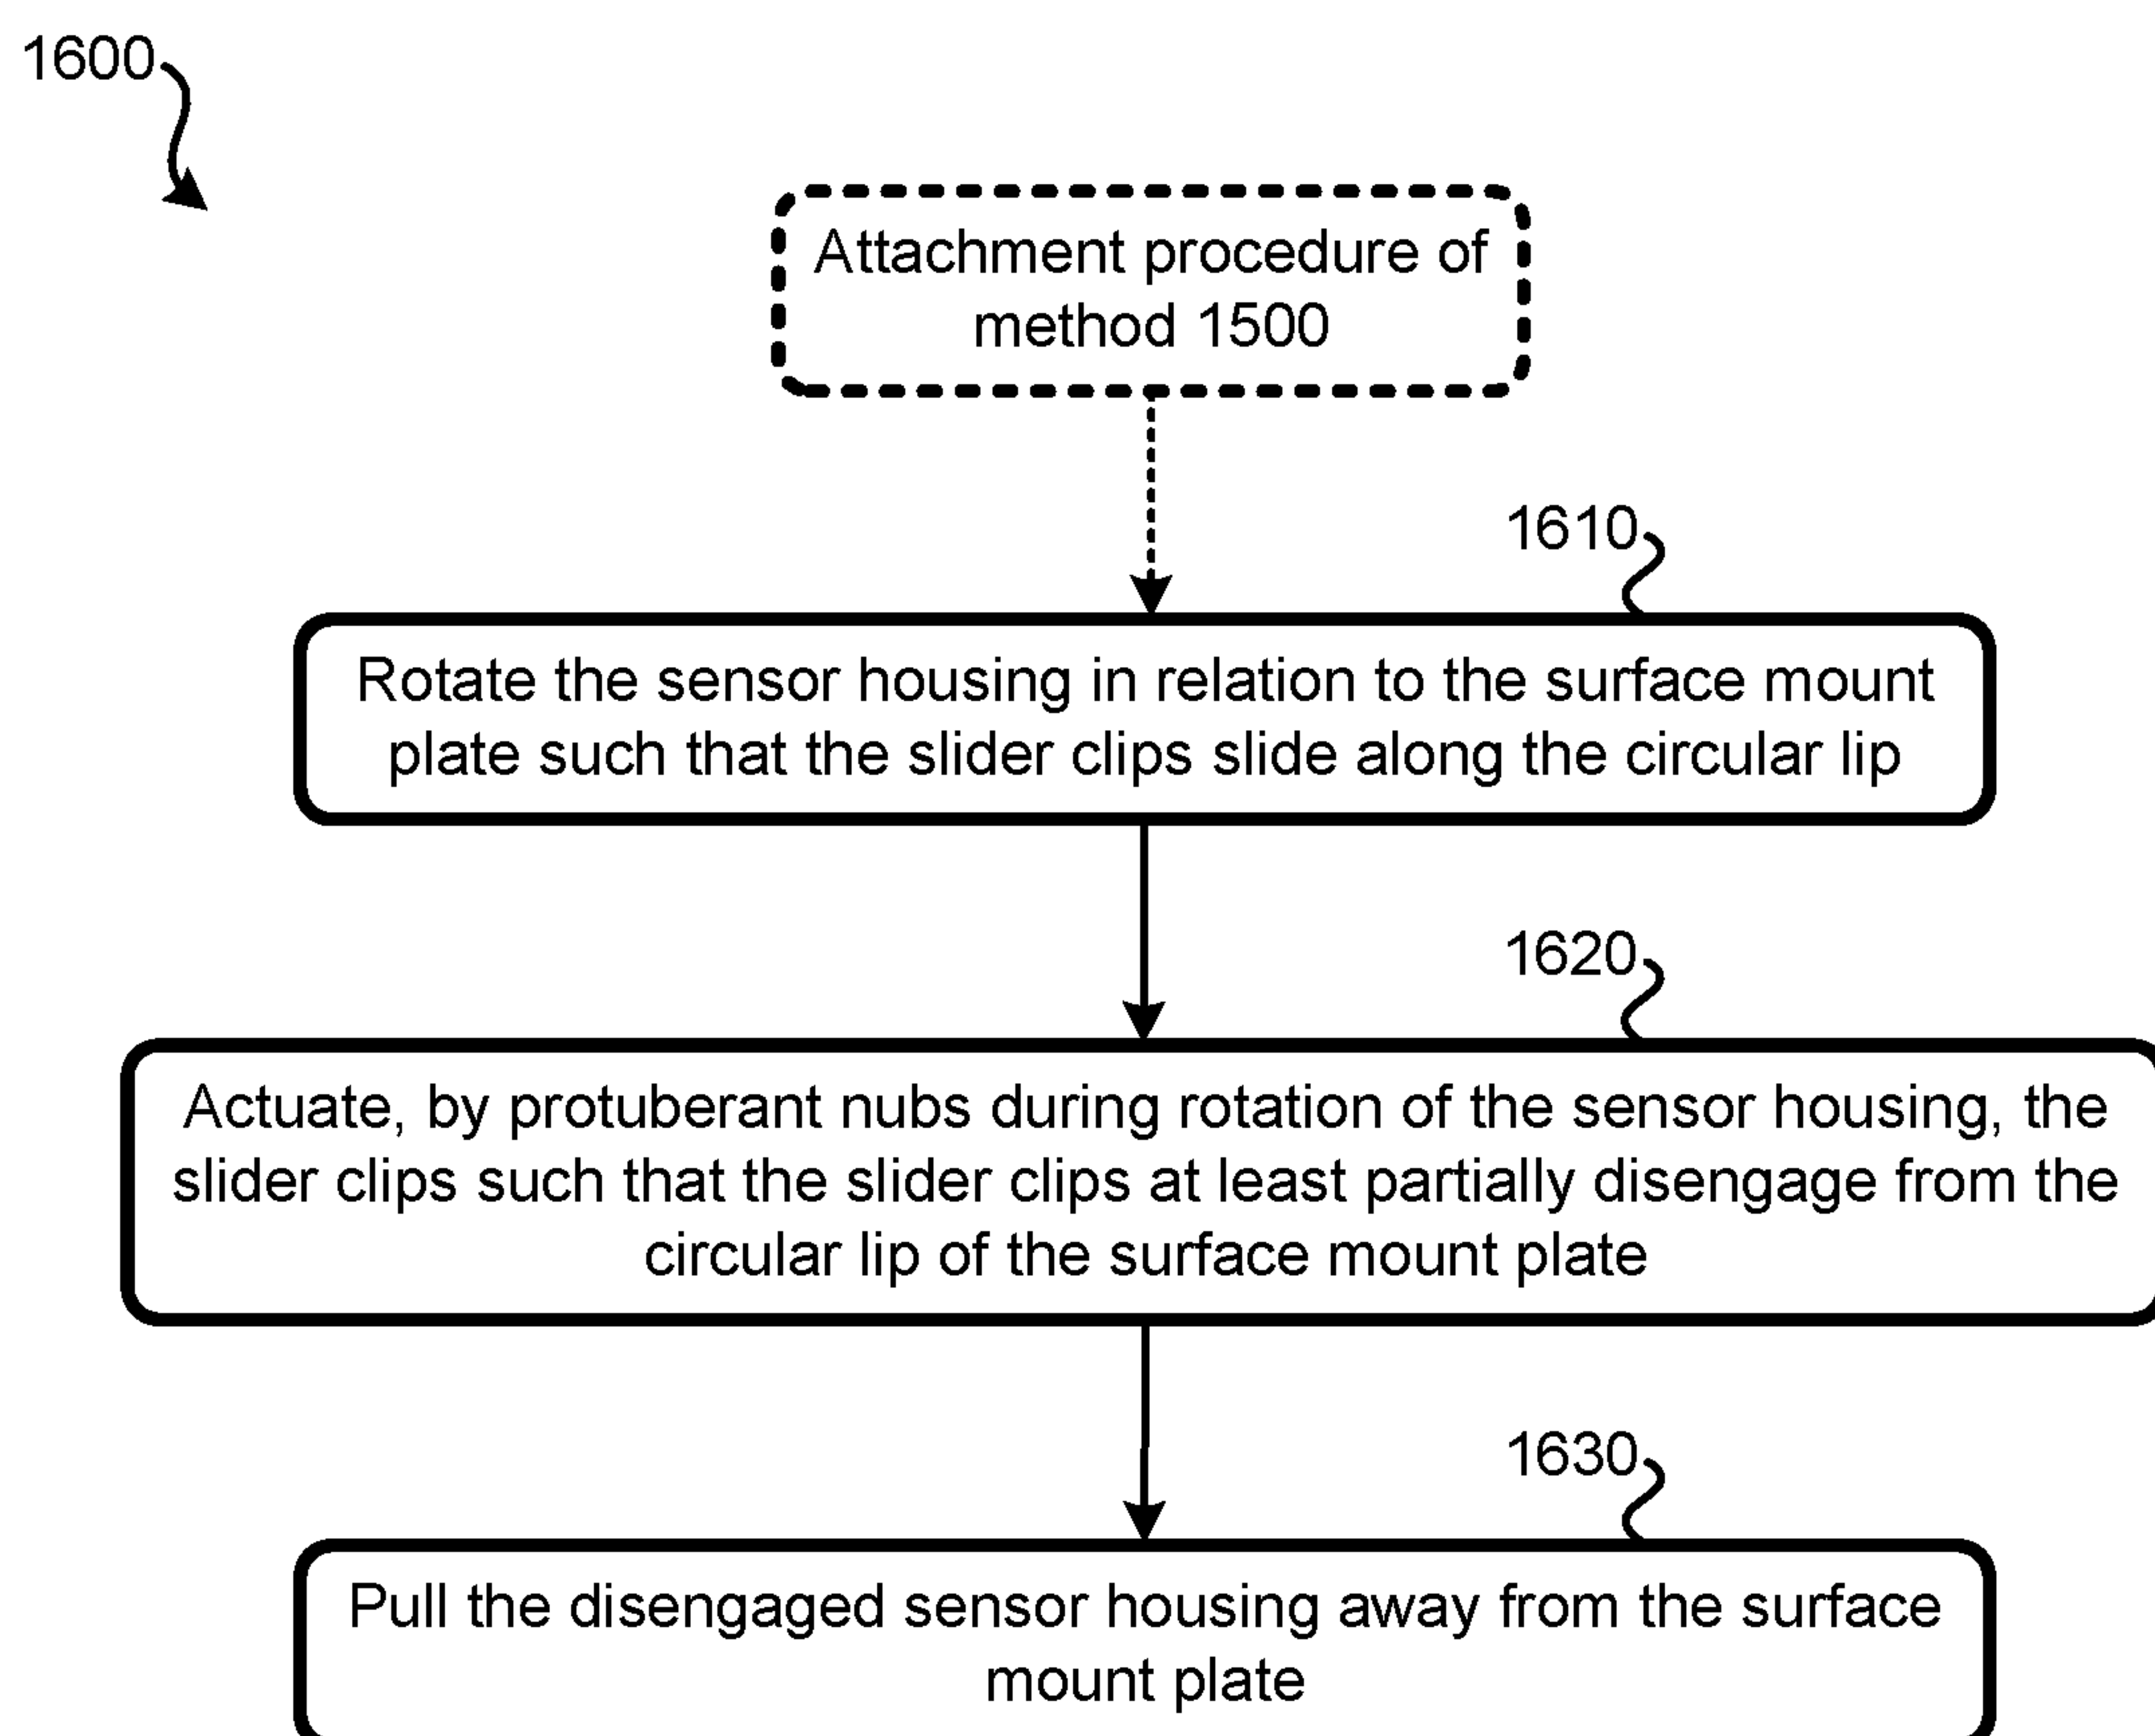 1600
Attachment procedure of
method 1500
1610
Rotate the sensor housing in relation to the surface mount
plate such that the slider clips slide along the circular lip
1620
Actuate, by protuberant nubs during rotation of the sensor housing, the
slider clips such that the slider clips at least partially disengage from the
circular lip of the surface mount plate
1630
Pull the disengaged sensor housing away from the surface
mount plate